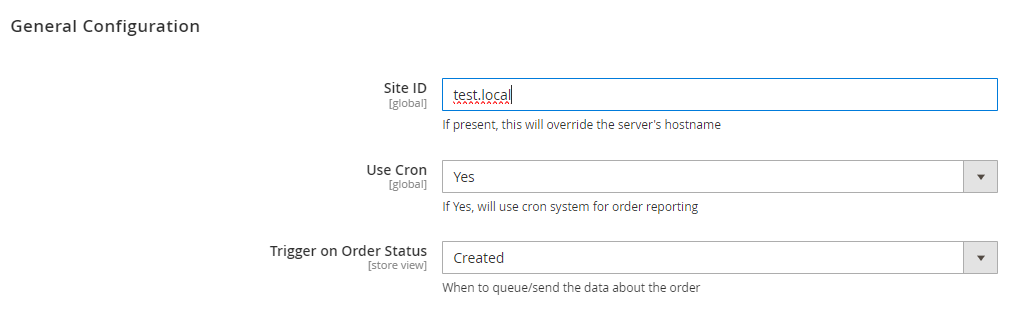 General Configuration
Site ID
[global]
test.local
If present, this will override the server's hostname
Use Cron
[global]
Yes
If Yes, will use cron system for order reporting
Trigger on Order Status
[store view]
Created
When to queue/send the data about the order